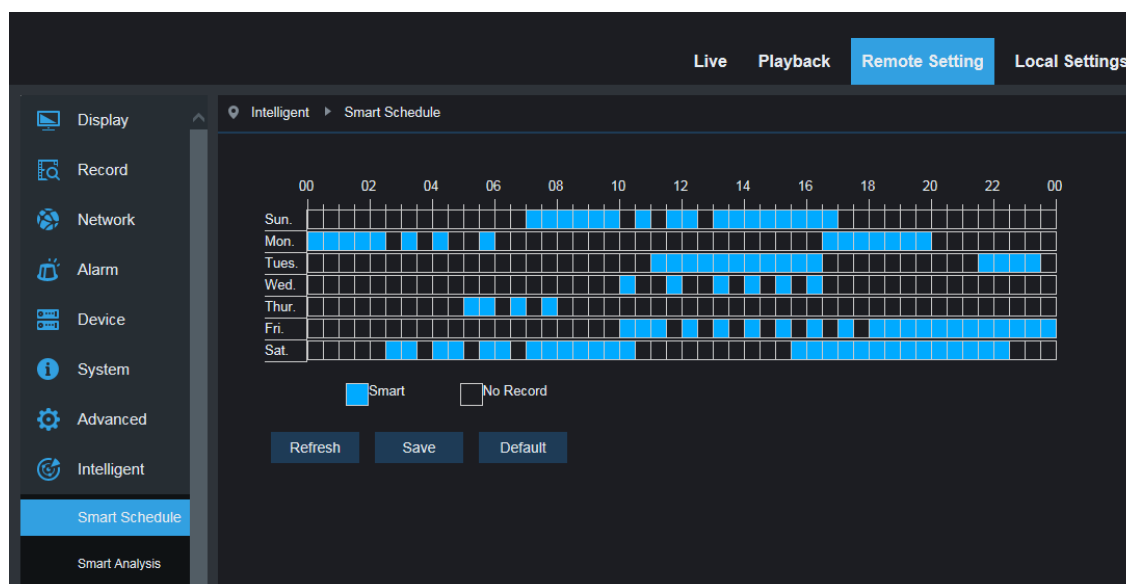 Live Playback Remote Setting Local Settings
Display
Intelligent Smart Schedule
Record
Network
Alarm
Device
System
Advanced
Intelligent
Smart Schedule
Smart Analysis
00 02 04 06 08 10 12 14 16 18 20 22 00
Sun.
Mon.
Tues.
Wed.
Thur.
Fri.
Sat.
Smart No Record
Refresh Save Default